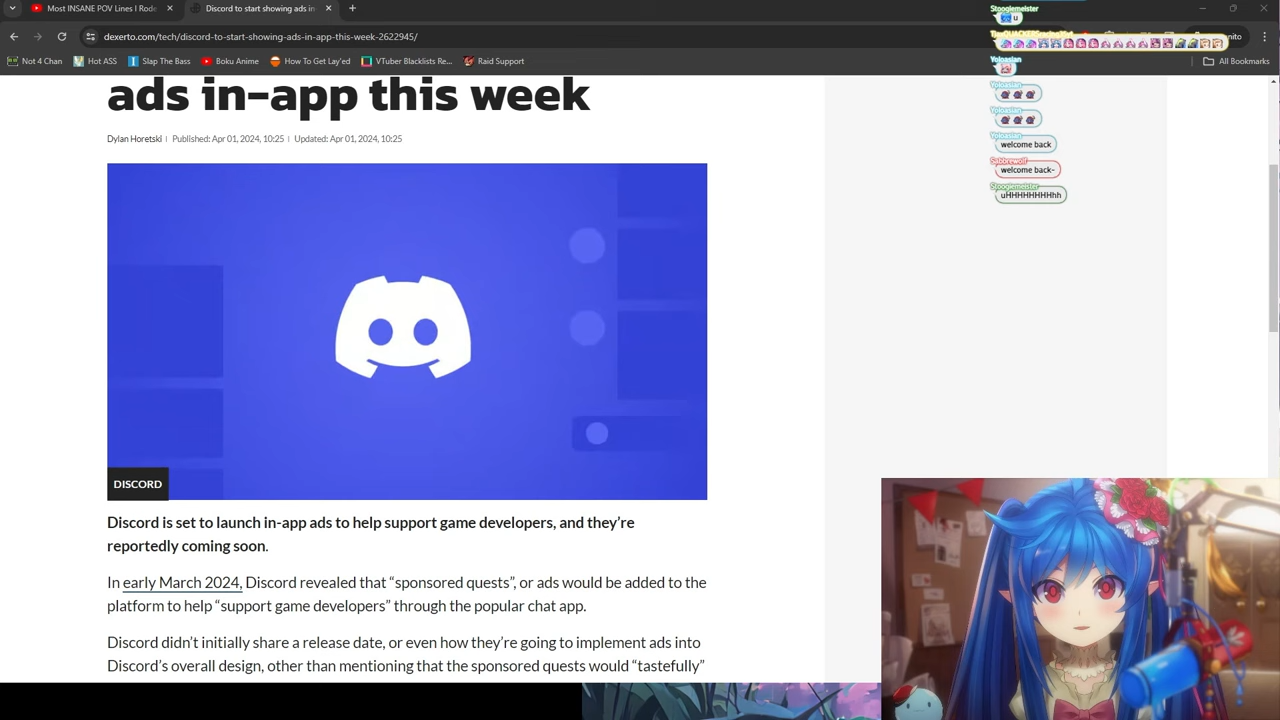 Most INSANE POV Lines I Rode
Discord to start showing ads in
dexerto.com/tech/discord-to-start-showing-ads-in-app-this-week-2622945/
Not 4 Chan
Hot ASS
Slap The Bass
Boku Anime
How To Get Lay'ed
VTuber Blacklists Re...
Raid Support
All Bookmarks
ads in-app this week
Dylan Horetski
Published: Apr 01, 2024, 10:25
Updated: Apr 01, 2024, 10:25
DISCORD
Discord is set to launch in-app ads to help support game developers, and they're
reportedly coming soon.
In early March 2024, Discord revealed that "sponsored quests", or ads would be added to the
platform to help "support game developers" through the popular chat app.
Discord didn't initially share a release date, or even how they're going to implement ads into
Discord's overall design, other than mentioning that the sponsored quests would "tastefully"
Stooglemeister
u
Yoloasian
Yoloasian
Yoloasian
Yoloasian
welcome back
Sabbrewolf
welcome back~
Stooglemeister
uHHHHHHHHhh